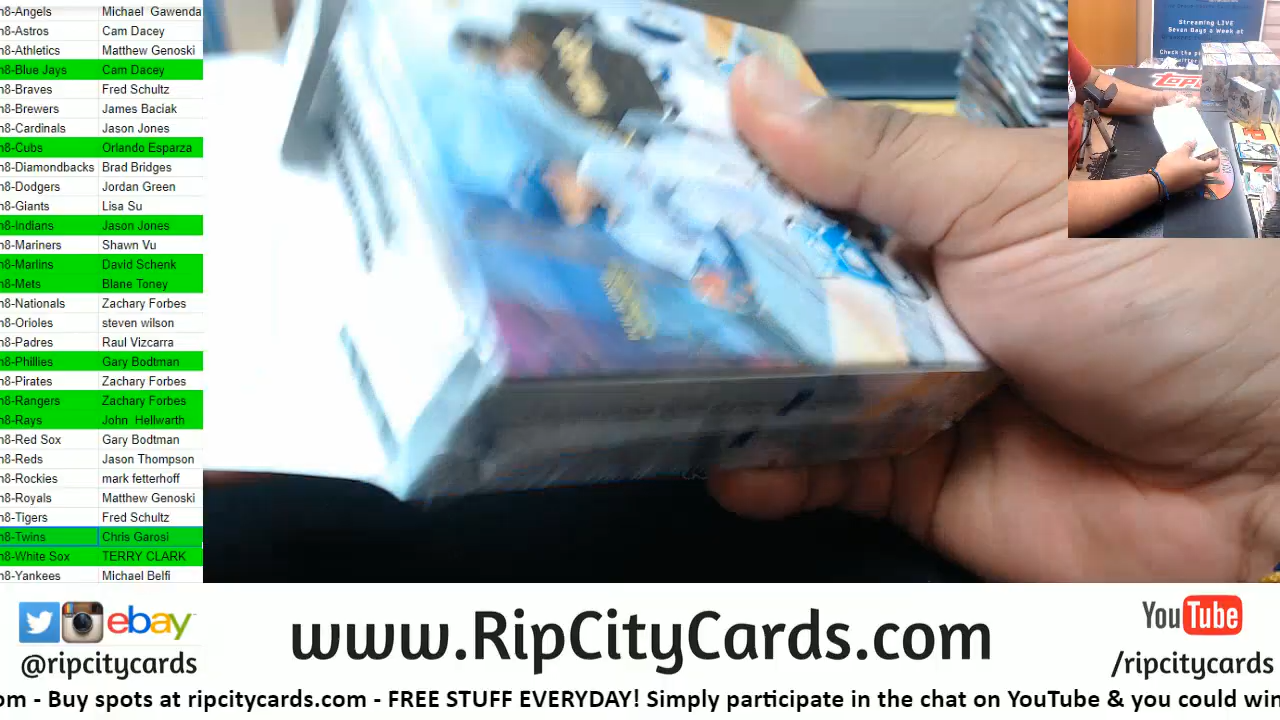 n8-Angels Michael Gawenda
n8-Astros Cam Dacey
n8-Athletics Matthew Genoski
n8-Blue Jays Cam Dacey
n8-Braves Fred Schultz
n8-Brewers James Baciak
n8-Cardinals Jason Jones
n8-Cubs Orlando Esparza
n8-Diamondbacks Brad Bridges
n8-Dodgers Jordan Green
n8-Giants Lisa Su
n8-Indians Jason Jones
n8-Mariners Shawn Vu
n8-Marlins David Schenk
n8-Mets Blane Toney
n8-Nationals Zachary Forbes
n8-Orioles steven wilson
n8-Padres Raul Vizcarra
n8-Phillies Gary Bodtman
n8-Pirates Zachary Forbes
n8-Rangers Zachary Forbes
n8-Rays John Hellwarth
n8-Red Sox Gary Bodtman
n8-Reds Jason Thompson
n8-Rockies mark fetterhoff
n8-Royals Matthew Genoski
n8-Tigers Fred Schultz
n8-Twins Chris Garosi
n8-White Sox TERRY CLARK
n8-Yankees Michael Belfi
Streaming LIVE
Seven Days a Week at
Check the
topps
ebay
@ripcitycards
www.RipCityCards.com
YouTube
/ripcitycards
om - Buy spots at ripcitycards.com - FREE STUFF EVERYDAY! Simply participate in the chat on YouTube & you could win